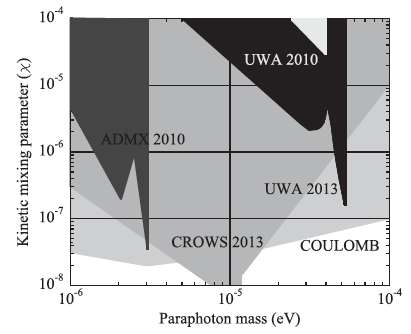 10⁻⁴
10⁻⁵
10⁻⁶
10⁻⁷
10⁻⁸
Kinetic mixing parameter (χ)
UWA 2010
ADMX 2010
UWA 2013
CROWS 2013
COULOMB
10⁻⁶
10⁻⁵
10⁻⁴
Paraphoton mass (eV)